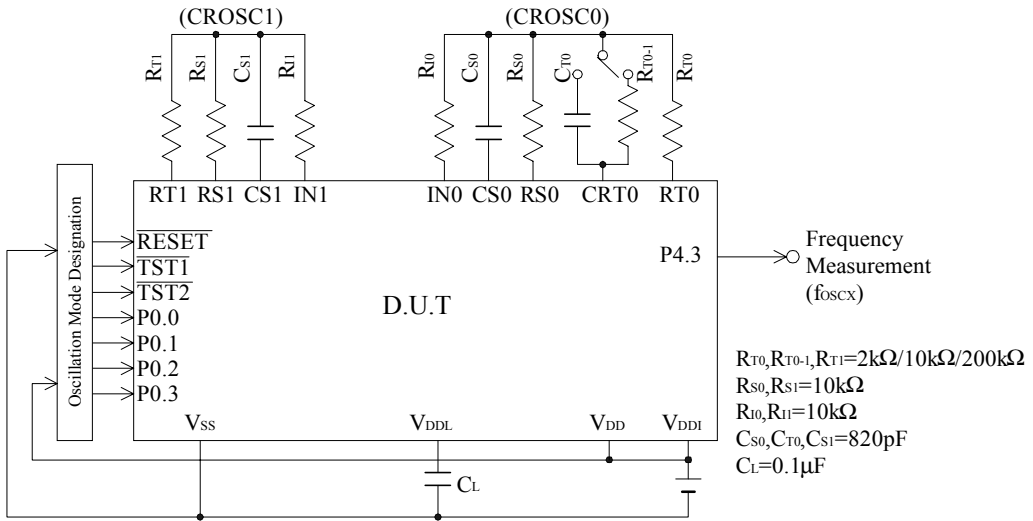 (CROSC1)
(CROSC0)
RT1
RS1
CS1
RI1
RI0
CS0
RS0
CT0
RT0-1
RT0
RT1 RS1 CS1 IN1
IN0 CS0 RS0 CRT0 RT0
Oscillation Mode Designation
RESET
TST1
TST2
P0.0
P0.1
P0.2
P0.3
D.U.T
P4.3
Frequency
Measurement
(fOSCX)
VSS VDDL VDD VDDI
CL
RT0,RT0-1,RT1=2kΩ/10kΩ/200kΩ
RS0,RS1=10kΩ
RI0,RI1=10kΩ
CS0,CT0,CS1=820pF
CL=0.1µF